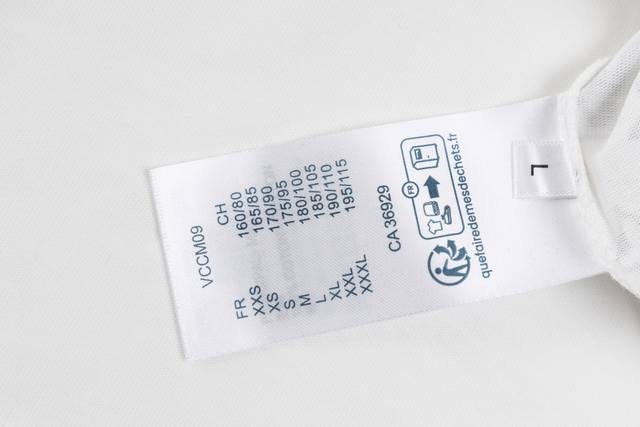 VCCM09
FR CH
XXS 160/80
XS 165/85
S 170/90
M 175/95
L 180/100
XL 185/105
XXL 190/110
XXXL 195/115
CA 36929
FR
quefairedemesdechets.fr
L